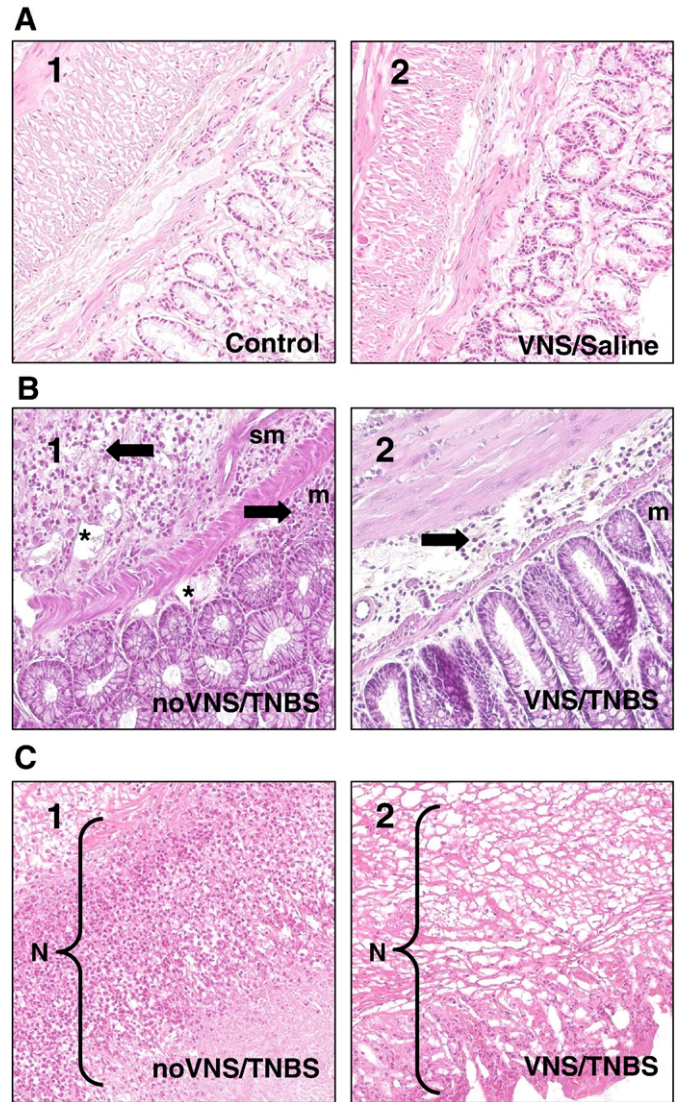 A
1
Control
2
VNS/Saline
B
1
sm
m
*
*
noVNS/TNBS
2
m
VNS/TNBS
C
1
N
noVNS/TNBS
2
N
VNS/TNBS